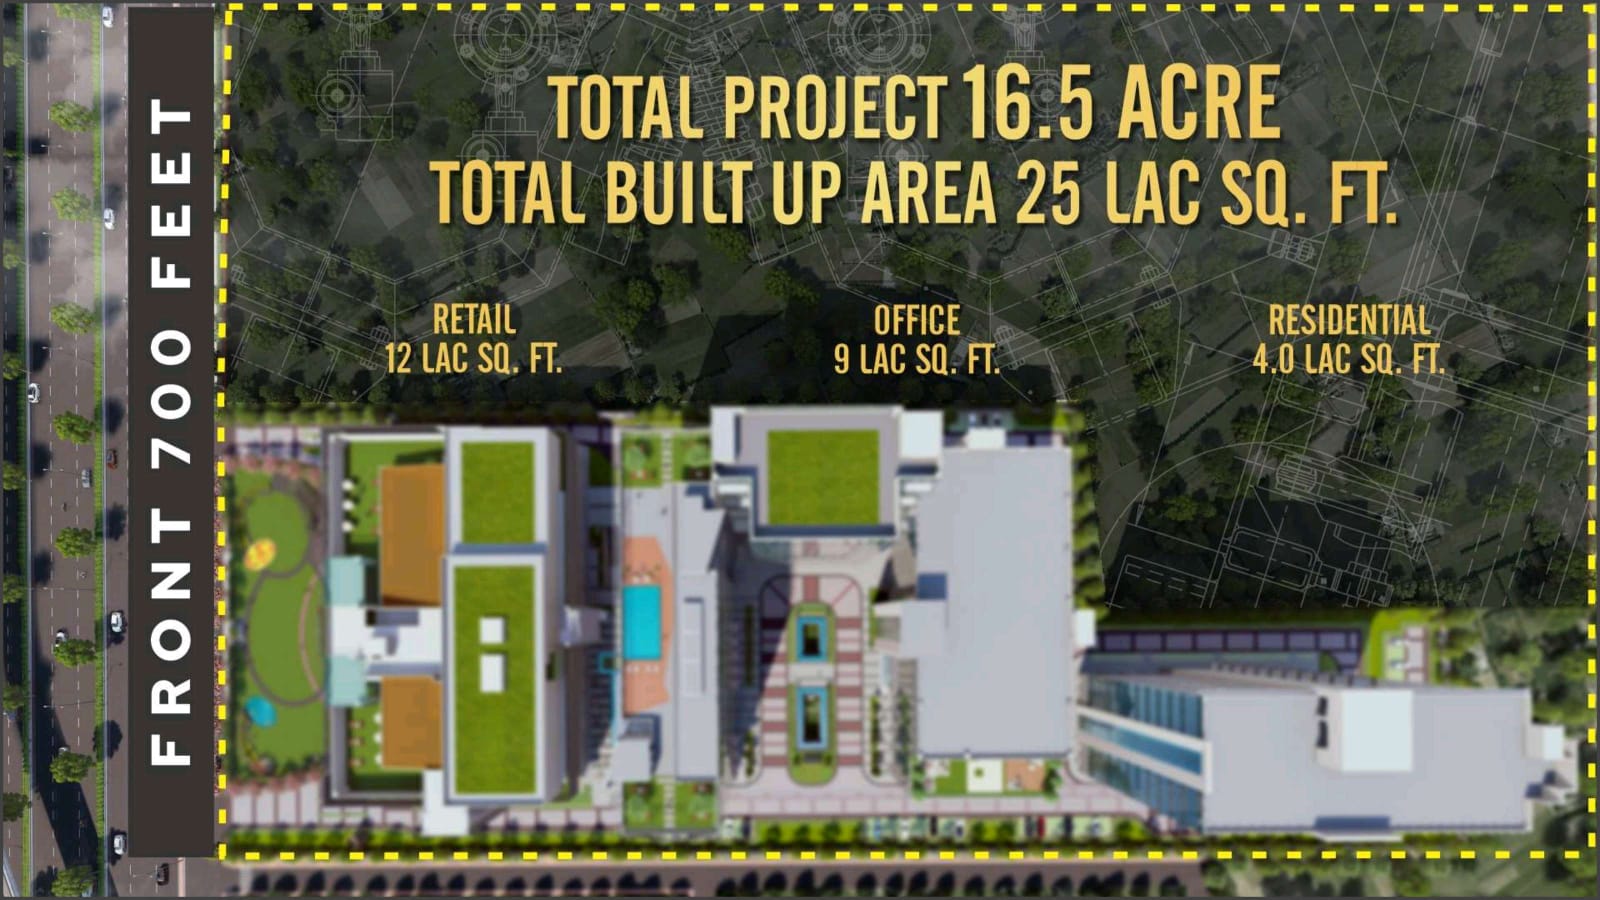 FRONT 700 FEET
TOTAL PROJECT 16.5 ACRE
TOTAL BUILT UP AREA 25 LAC SQ. FT.
RETAIL
12 LAC SQ. FT.
OFFICE
9 LAC SQ. FT.
RESIDENTIAL
4.0 LAC SQ. FT.